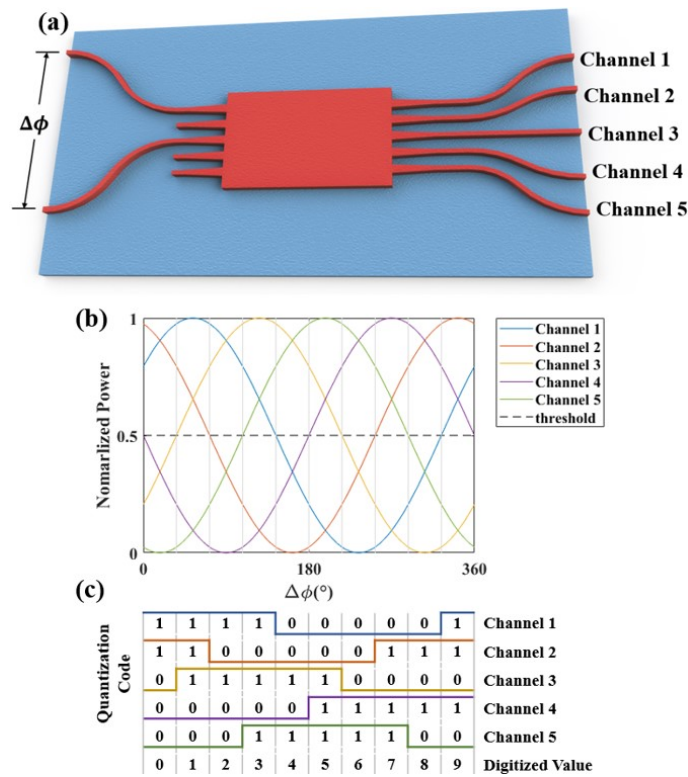 (a)
Δϕ
Channel 1
Channel 2
Channel 3
Channel 4
Channel 5
(b)
Nomarlized Power
1
0.5
0
0
180
360
Δϕ(°)
Channel 1
Channel 2
Channel 3
Channel 4
Channel 5
threshold
(c)
Quantization
Code
1 1 1 1 0 0 0 0 0 1 Channel 1
1 1 0 0 0 0 0 1 1 1 Channel 2
0 1 1 1 1 1 0 0 0 0 Channel 3
0 0 0 0 0 1 1 1 1 1 Channel 4
0 0 0 1 1 1 1 1 0 0 Channel 5
0 1 2 3 4 5 6 7 8 9 Digitized Value